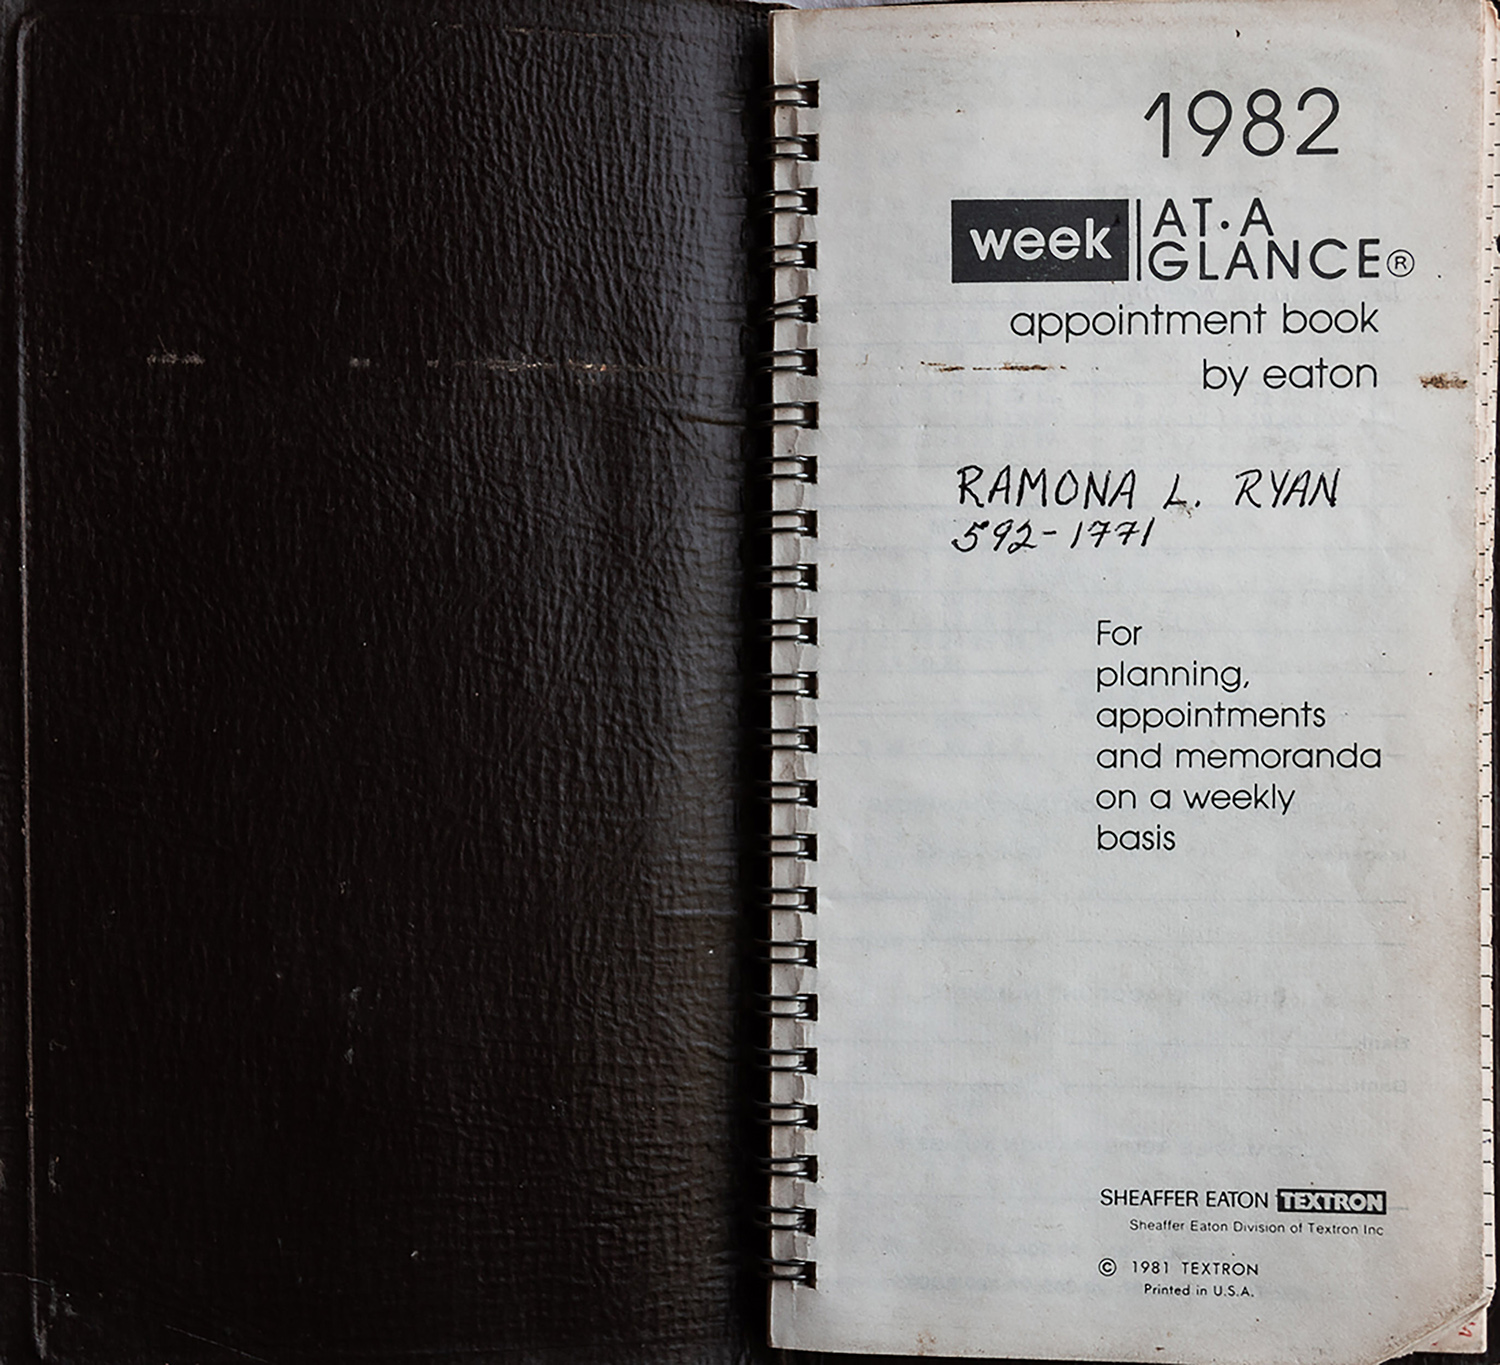 1982
week AT·A
GLANCE®
appointment book
by eaton
RAMONA L. RYAN
592-1771
For
planning,
appointments
and memoranda
on a weekly
basis
SHEAFFER EATON TEXTRON
Sheaffer Eaton Division of Textron Inc
© 1981 TEXTRON
Printed in U.S.A.